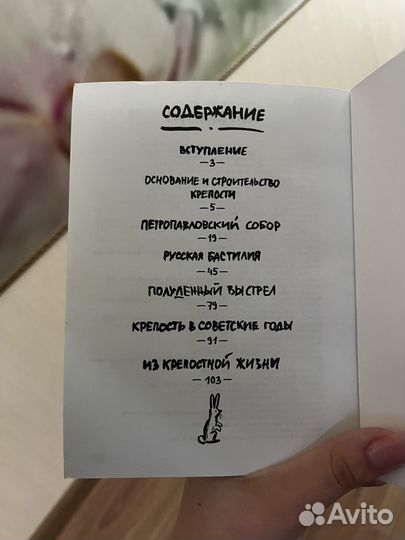 СОДЕРЖАНИЕ
ВСТУПЛЕНИЕ
—3—
ОСНОВАНИЕ И СТРОИТЕЛЬСТВО
КРЕПОСТИ
—5—
ПЕТРОПАВЛОВСКИЙ СОБОР
—19—
РУССКАЯ БАСТИЛИЯ
—45—
ПОЛУДЕННЫЙ ВЫСТРЕЛ
—79—
КРЕПОСТЬ В СОВЕТСКИЕ ГОДЫ
—91—
ИЗ КРЕПОСТНОЙ ЖИЗНИ
—103—
Avito